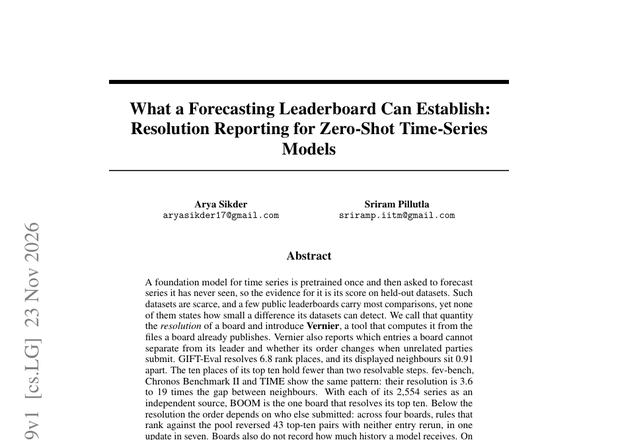 What a Forecasting Leaderboard Can Establish:
Resolution Reporting for Zero-Shot Time-Series
Models
Arya Sikder
aryasikder17@gmail.com
Sriram Pillutla
sriramp.iitm@gmail.com
Abstract
A foundation model for time series is pretrained once and then asked to forecast
series it has never seen, so the evidence for it is its score on held-out datasets. Such
datasets are scarce, and a few public leaderboards carry most comparisons, yet none
of them states how small a difference its datasets can detect. We call that quantity
the resolution of a board and introduce Vernier, a tool that computes it from the
files a board already publishes. Vernier also reports which entries a board cannot
separate from its leader and whether its order changes when unrelated parties
submit. GIFT-Eval resolves 6.8 rank places, and its displayed neighbours sit 0.91
apart. The ten places of its top ten hold fewer than two resolvable steps. fev-bench,
Chronos Benchmark II and TIME show the same pattern: their resolution is 3.6
to 19 times the gap between neighbours. With each of its 2,554 series as an
independent source, BOOM is the one board that resolves its top ten. Below the
resolution the order depends on who else submitted: across four boards, rules that
rank against the pool reversed 43 top-ten pairs with neither entry rerun, in one
update in seven. Boards also do not record how much history a model receives. On
9v1 [cs.LG] 23 Nov 2026